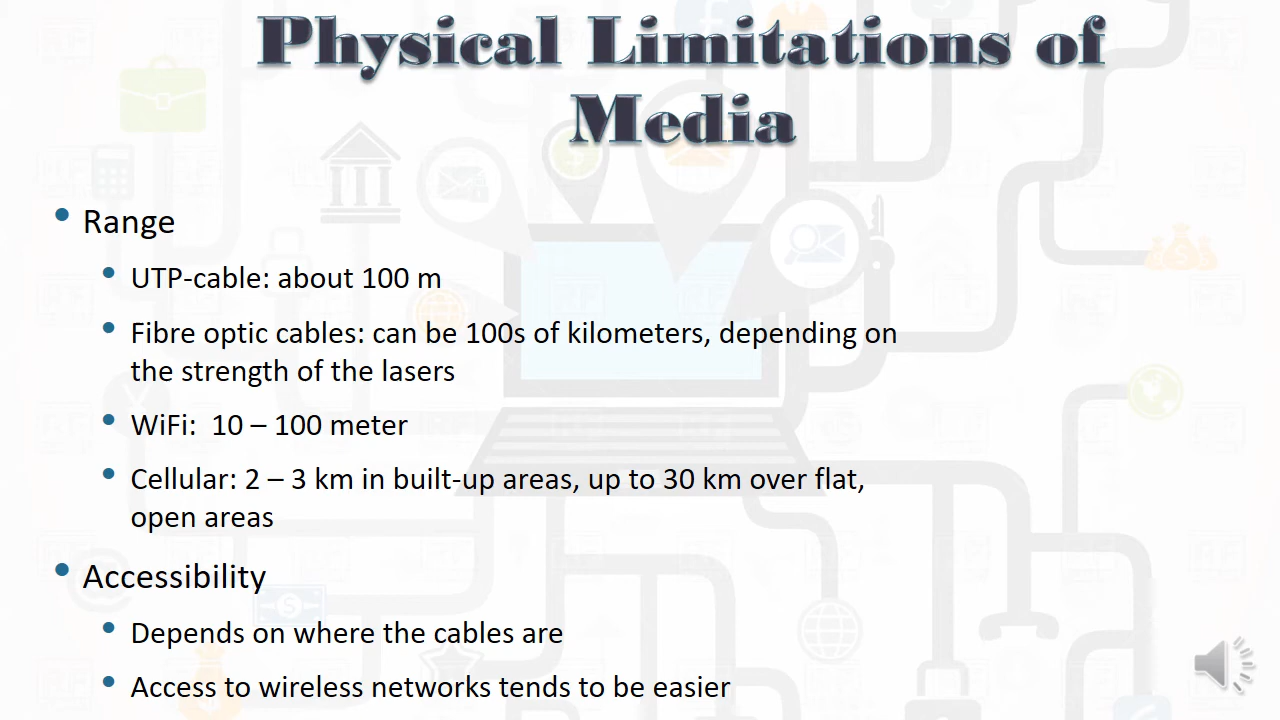 Physical Limitations of
Media
• Range
• UTP-cable: about 100 m
• Fibre optic cables: can be 100s of kilometers, depending on
the strength of the lasers
• WiFi:  10 – 100 meter
• Cellular: 2 – 3 km in built-up areas, up to 30 km over flat,
open areas
• Accessibility
• Depends on where the cables are
• Access to wireless networks tends to be easier